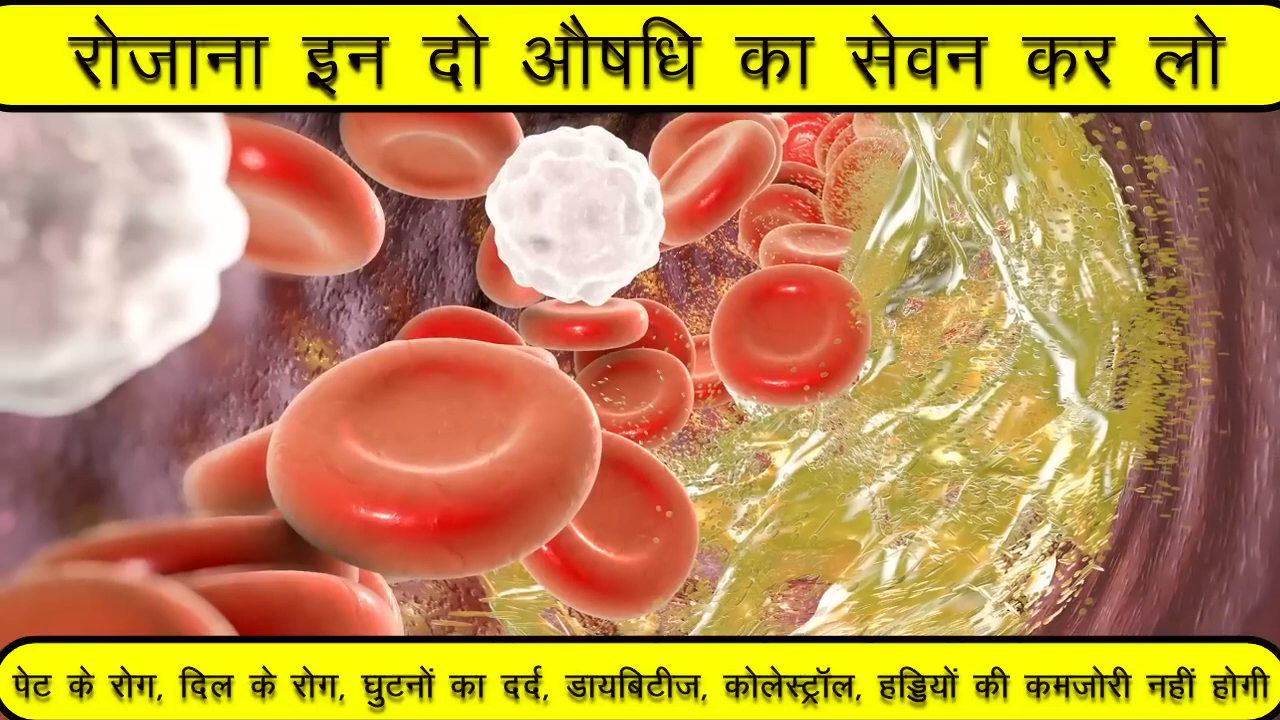 रोजाना इन दो औषधि का सेवन कर लो
पेट के रोग, दिल के रोग, घुटनों का दर्द, डायबिटीज, कोलेस्ट्रॉल, हड्डियों की कमजोरी नहीं होगी